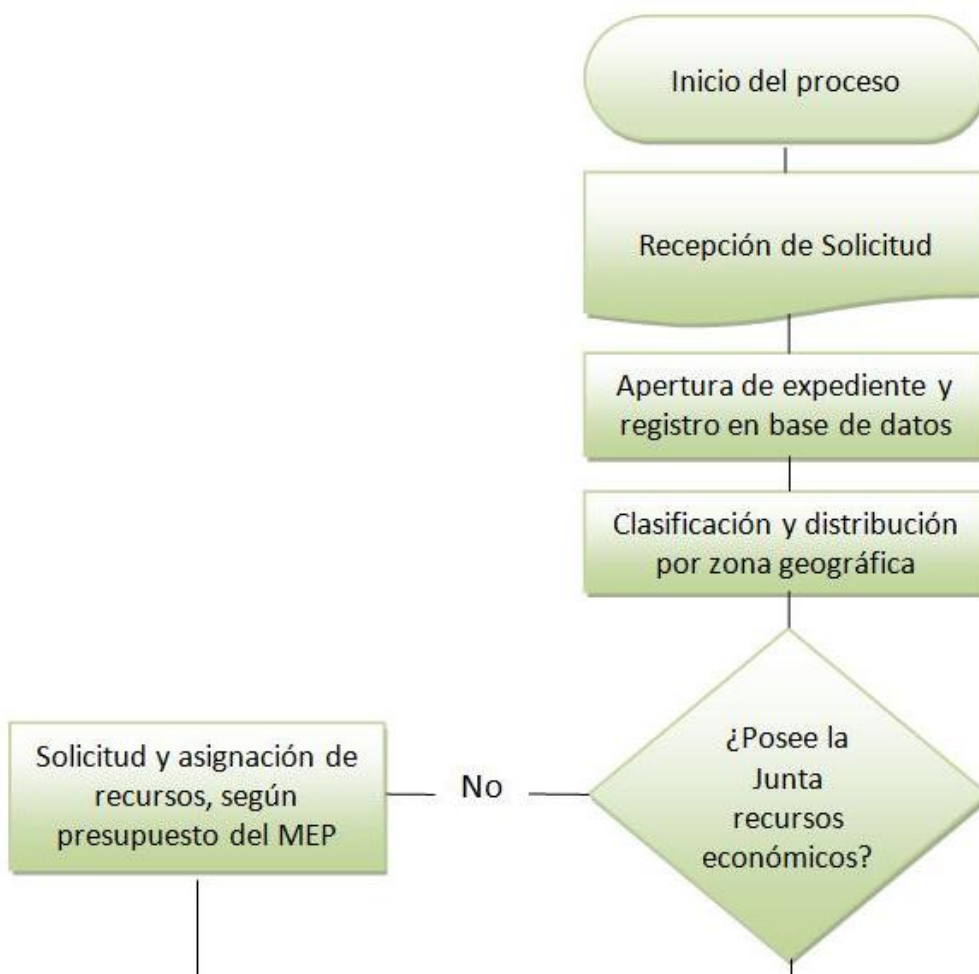 Inicio del proceso
Recepción de Solicitud
Apertura de expediente y
registro en base de datos
Clasificación y distribución
por zona geográfica
¿Posee la
Junta
recursos
económicos?
No
Solicitud y asignación de
recursos, según
presupuesto del MEP